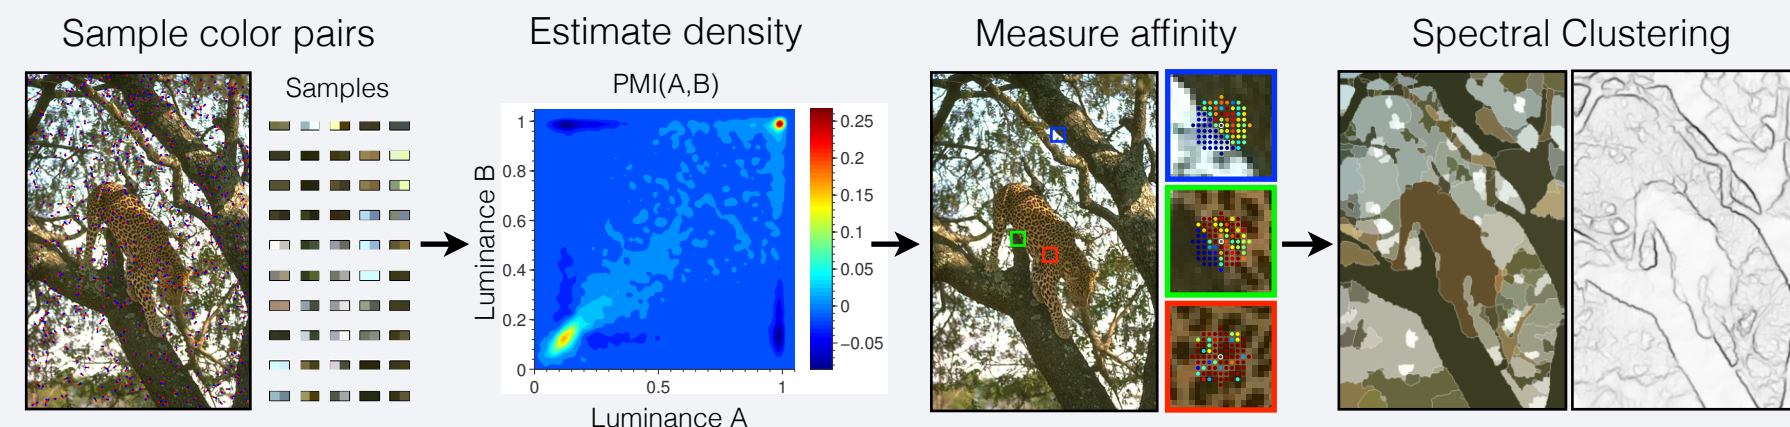 Sample color pairs
Samples
Estimate density
PMI(A,B)
Luminance B
1
0.8
0.6
0.4
0.2
0
0
0.5
1
Luminance A
0.25
0.2
0.15
0.1
0.05
0
−0.05
Measure affinity
Spectral Clustering